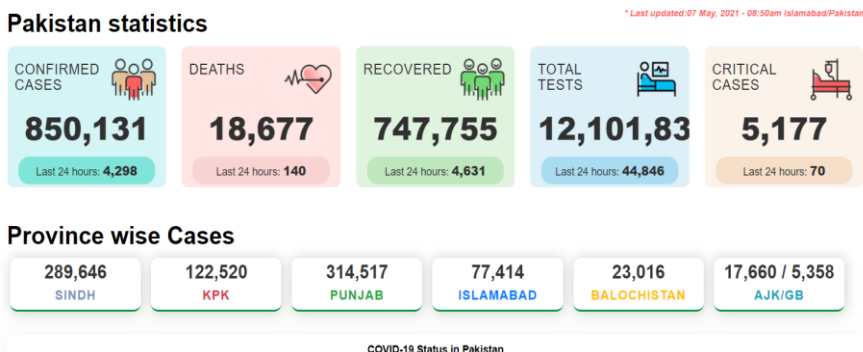 * Last updated:07 May, 2021 - 08:50am Islamabad/Pakistan
Pakistan statistics
CONFIRMED CASES
850,131
Last 24 hours: 4,298
DEATHS
18,677
Last 24 hours: 140
RECOVERED
747,755
Last 24 hours: 4,631
TOTAL TESTS
12,101,83
Last 24 hours: 44,846
CRITICAL CASES
5,177
Last 24 hours: 70
Province wise Cases
289,646
SINDH
122,520
KPK
314,517
PUNJAB
77,414
ISLAMABAD
23,016
BALOCHISTAN
17,660 / 5,358
AJK/GB
COVID-19 Status in Pakistan